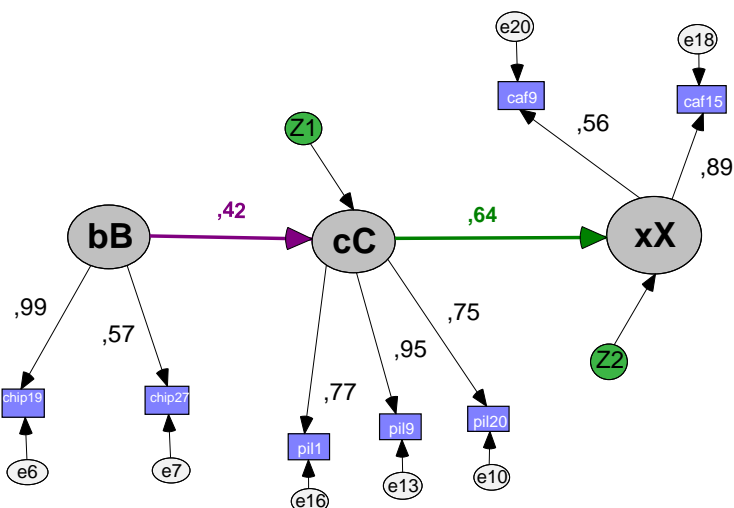 e20
e18
caf9
caf15
,56
Z1
,89
,42
,64
bB
cC
xX
,99
,57
,75
,95
Z2
,77
chip19
chip27
pil1
pil9
pil20
e6
e7
e16
e13
e10